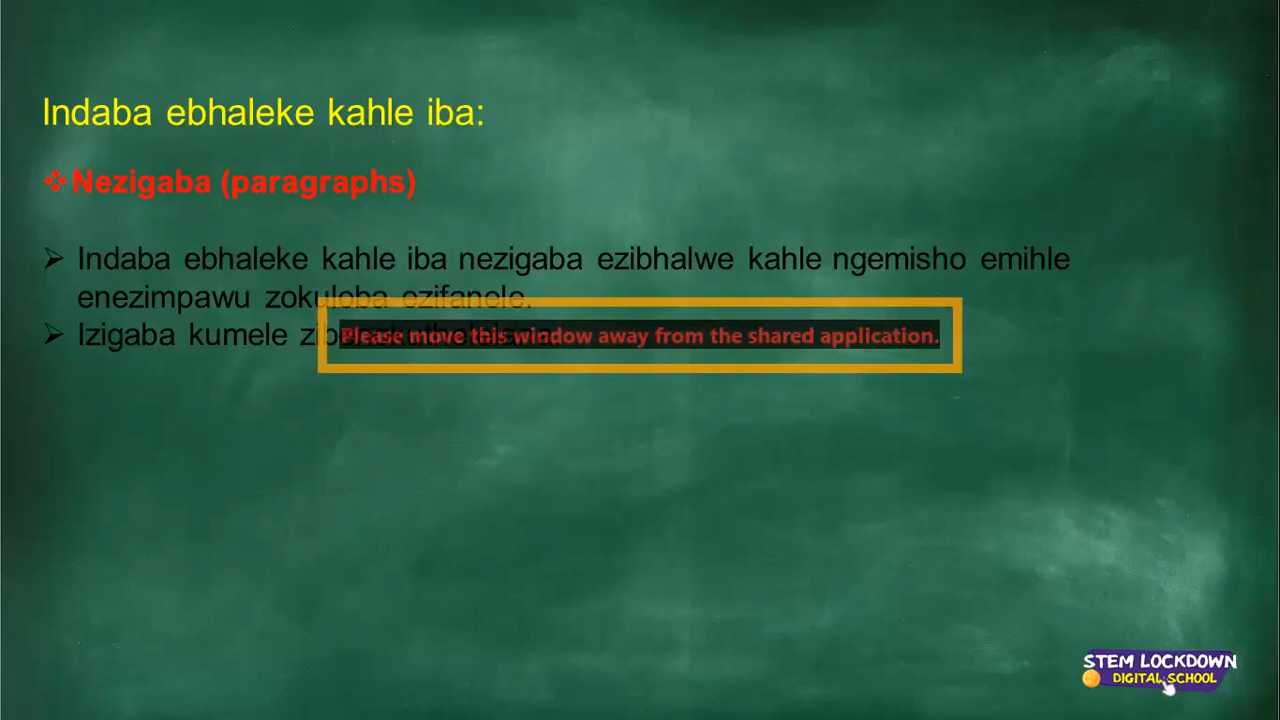 Indaba ebhaleke kahle iba:
❖Nezigaba (paragraphs)
➢ Indaba ebhaleke kahle iba nezigaba ezibhalwe kahle ngemisho emihle
enezimpawu zokuloba ezifanele.
➢ Izigaba kumele
Please move this window away from the shared application.
STEM LOCKDOWN
DIGITAL SCHOOL